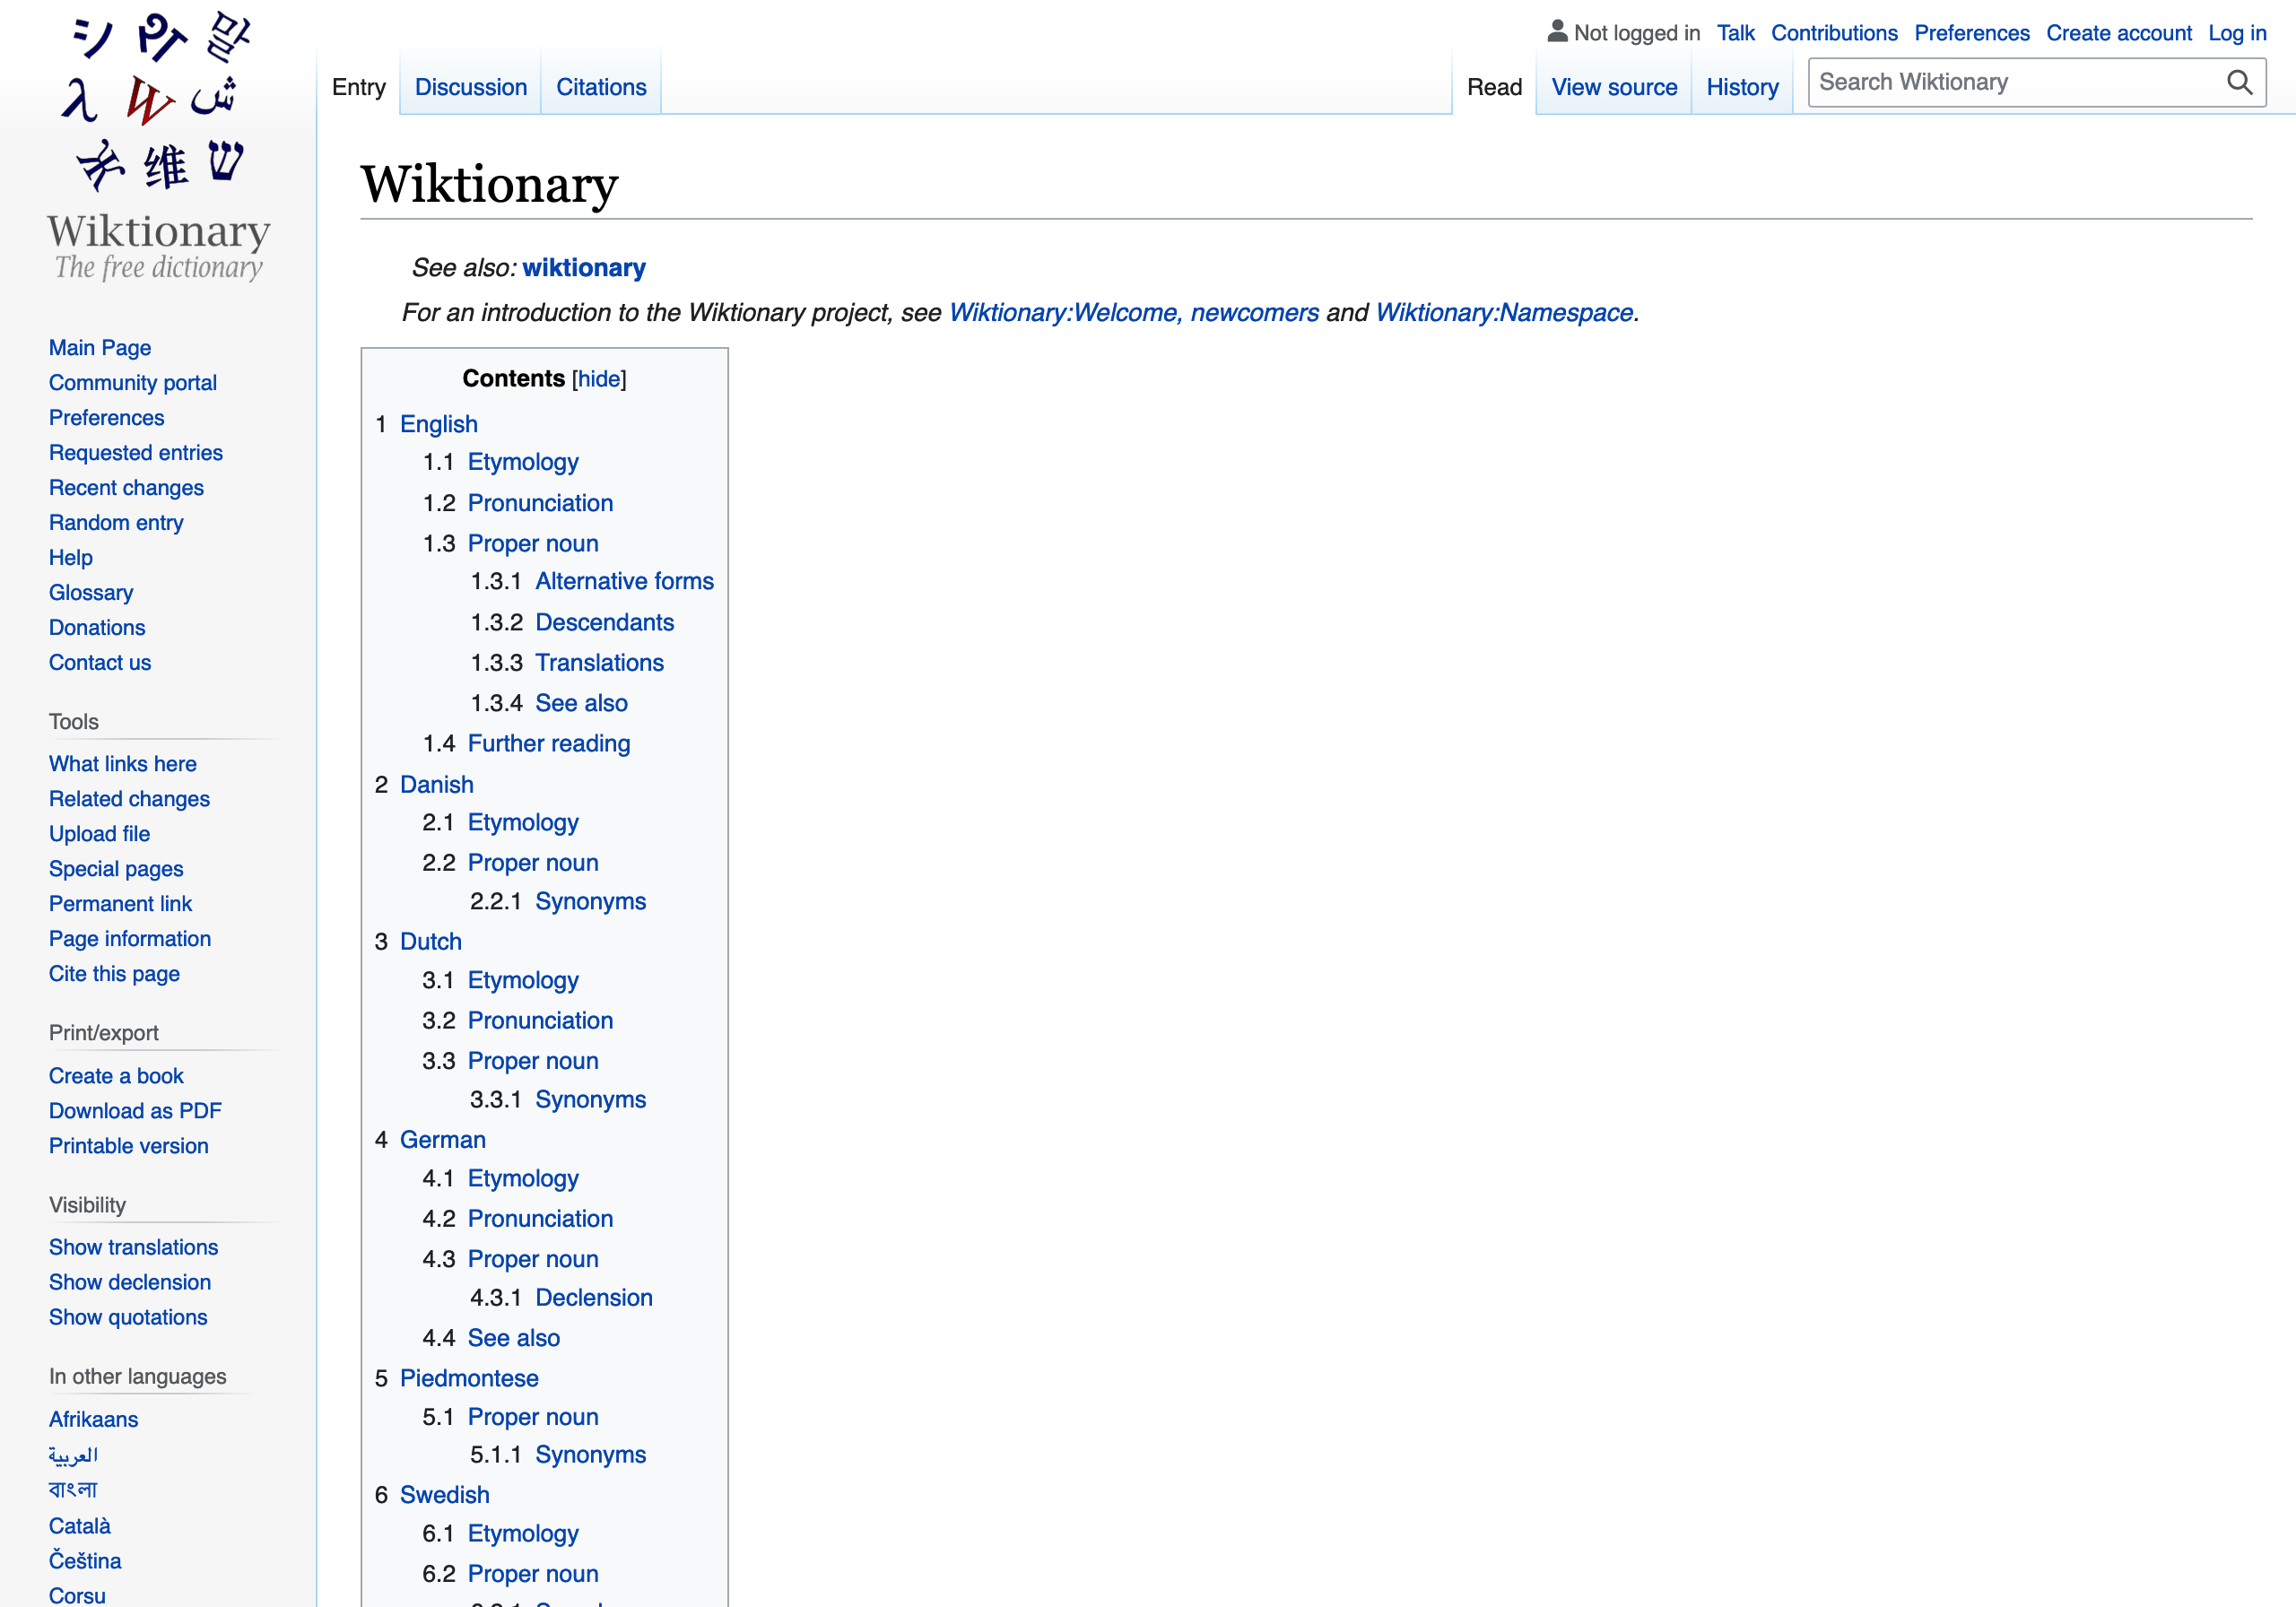 シ や 말
λ W ش
维 ש
Wiktionary
The free dictionary
Not logged in Talk Contributions Preferences Create account Log in
Entry Discussion Citations Read View source History Search Wiktionary
Wiktionary
See also: wiktionary
For an introduction to the Wiktionary project, see Wiktionary:Welcome, newcomers and Wiktionary:Namespace.
Main Page
Community portal
Preferences
Requested entries
Recent changes
Random entry
Help
Glossary
Donations
Contact us
Tools
What links here
Related changes
Upload file
Special pages
Permanent link
Page information
Cite this page
Print/export
Create a book
Download as PDF
Printable version
Visibility
Show translations
Show declension
Show quotations
In other languages
Afrikaans
العربية
বাংলা
Català
Čeština
Corsu
Contents [hide]
1 English
1.1 Etymology
1.2 Pronunciation
1.3 Proper noun
1.3.1 Alternative forms
1.3.2 Descendants
1.3.3 Translations
1.3.4 See also
1.4 Further reading
2 Danish
2.1 Etymology
2.2 Proper noun
2.2.1 Synonyms
3 Dutch
3.1 Etymology
3.2 Pronunciation
3.3 Proper noun
3.3.1 Synonyms
4 German
4.1 Etymology
4.2 Pronunciation
4.3 Proper noun
4.3.1 Declension
4.4 See also
5 Piedmontese
5.1 Proper noun
5.1.1 Synonyms
6 Swedish
6.1 Etymology
6.2 Proper noun